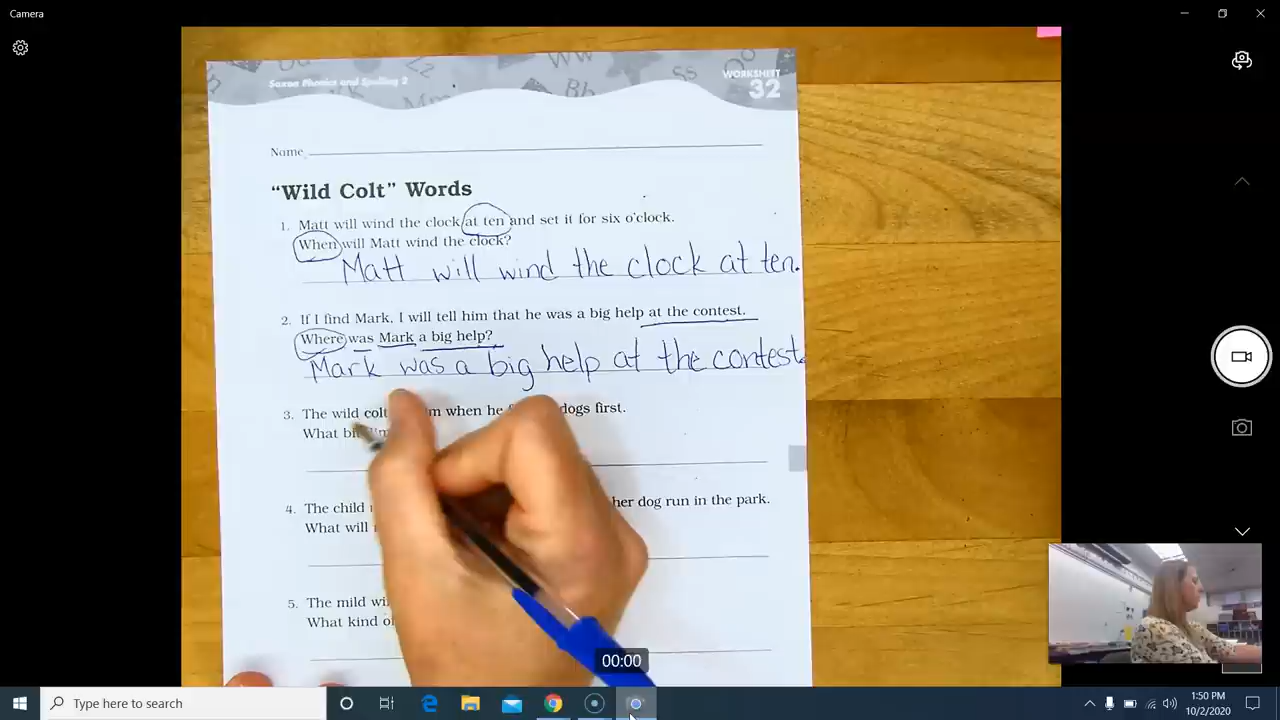 Camera
Saxon Phonics and Spelling 2
WORKSHEET
32
Name
"Wild Colt" Words
1. Matt will wind the clock at ten and set it for six o'clock.
When will Matt wind the clock?
Matt will wind the clock at ten.
2. If I find Mark, I will tell him that he was a big help at the contest.
Where was Mark a big help?
Mark was a big help at the contest.
3. The wild colt when he dogs first.
What
4. The child her dog run in the park.
What will
5. The mild
What kind
00:00
Type here to search
1:50 PM
10/2/2020